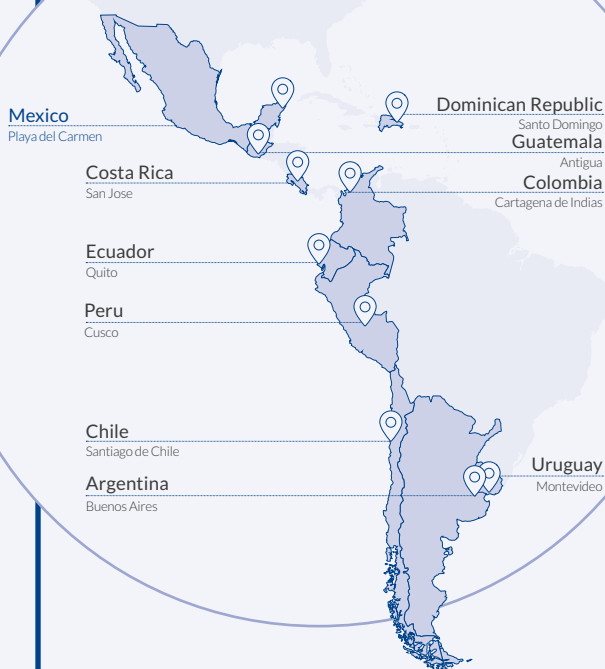 Mexico
Playa del Carmen
Dominican Republic
Santo Domingo
Guatemala
Antigua
Costa Rica
San Jose
Colombia
Cartagena de Indias
Ecuador
Quito
Peru
Cusco
Chile
Santiago de Chile
Uruguay
Montevideo
Argentina
Buenos Aires